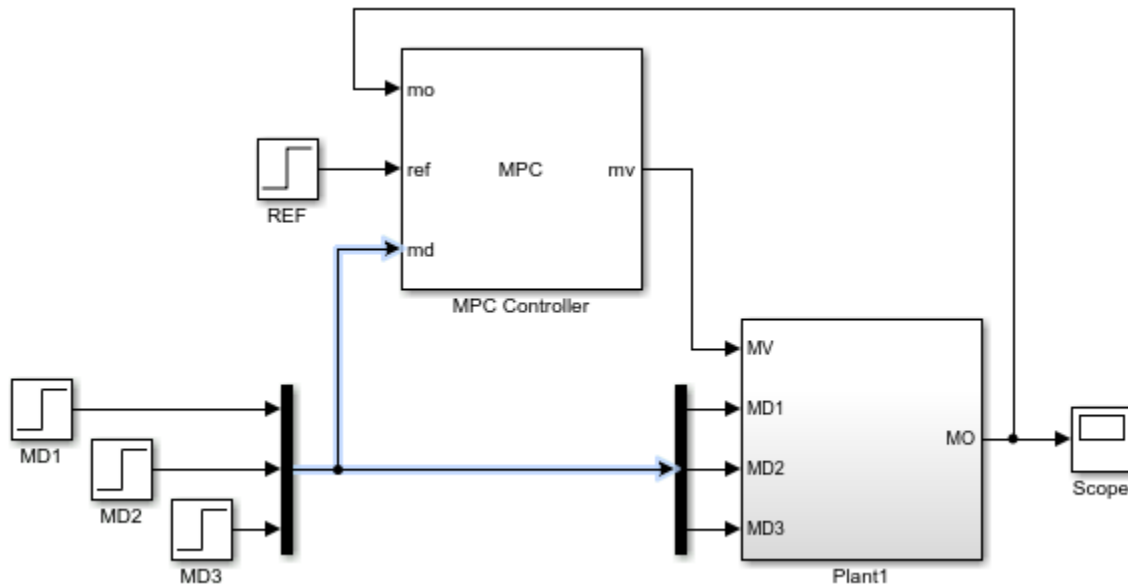 mo
ref
MPC
mv
REF
md
MPC Controller
MV
MD1
MD1
MO
MD2
MD2
Scope
MD3
MD3
Plant1